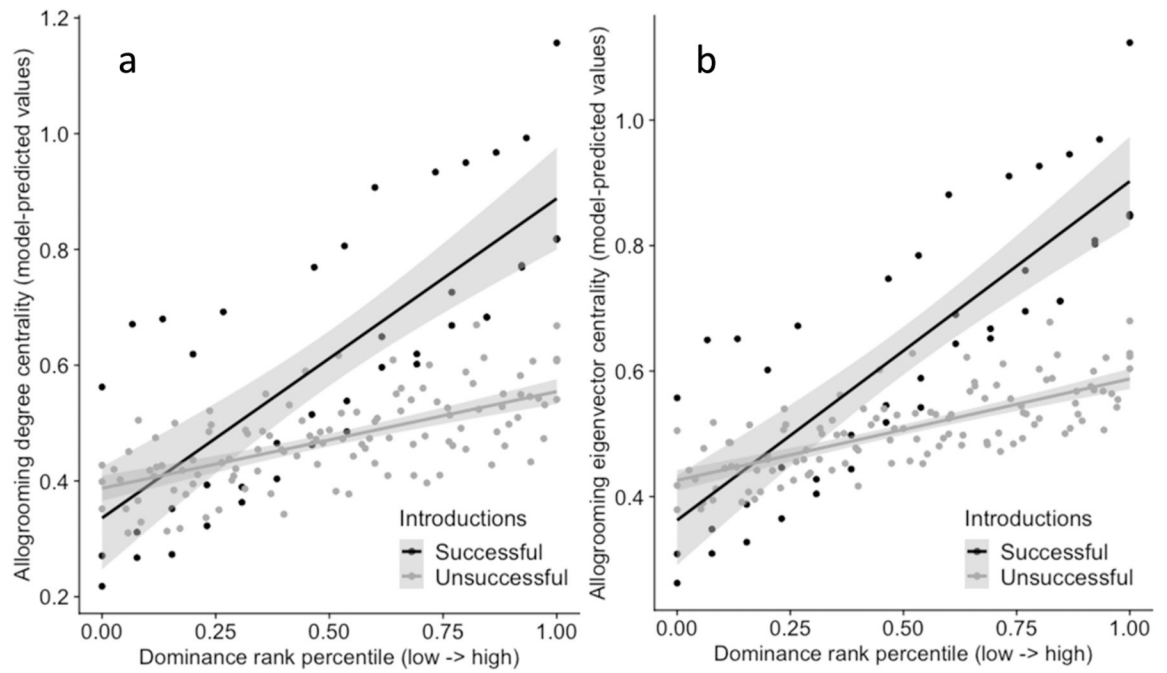 a
Allogrooming degree centrality (model-predicted values)
1.2
1.0
0.8
0.6
0.4
0.2
0.00 0.25 0.50 0.75 1.00
Dominance rank percentile (low -> high)
Introductions
Successful
Unsuccessful
b
Allogrooming eigenvector centrality (model-predicted values)
1.0
0.8
0.6
0.4
0.00 0.25 0.50 0.75 1.00
Dominance rank percentile (low -> high)
Introductions
Successful
Unsuccessful